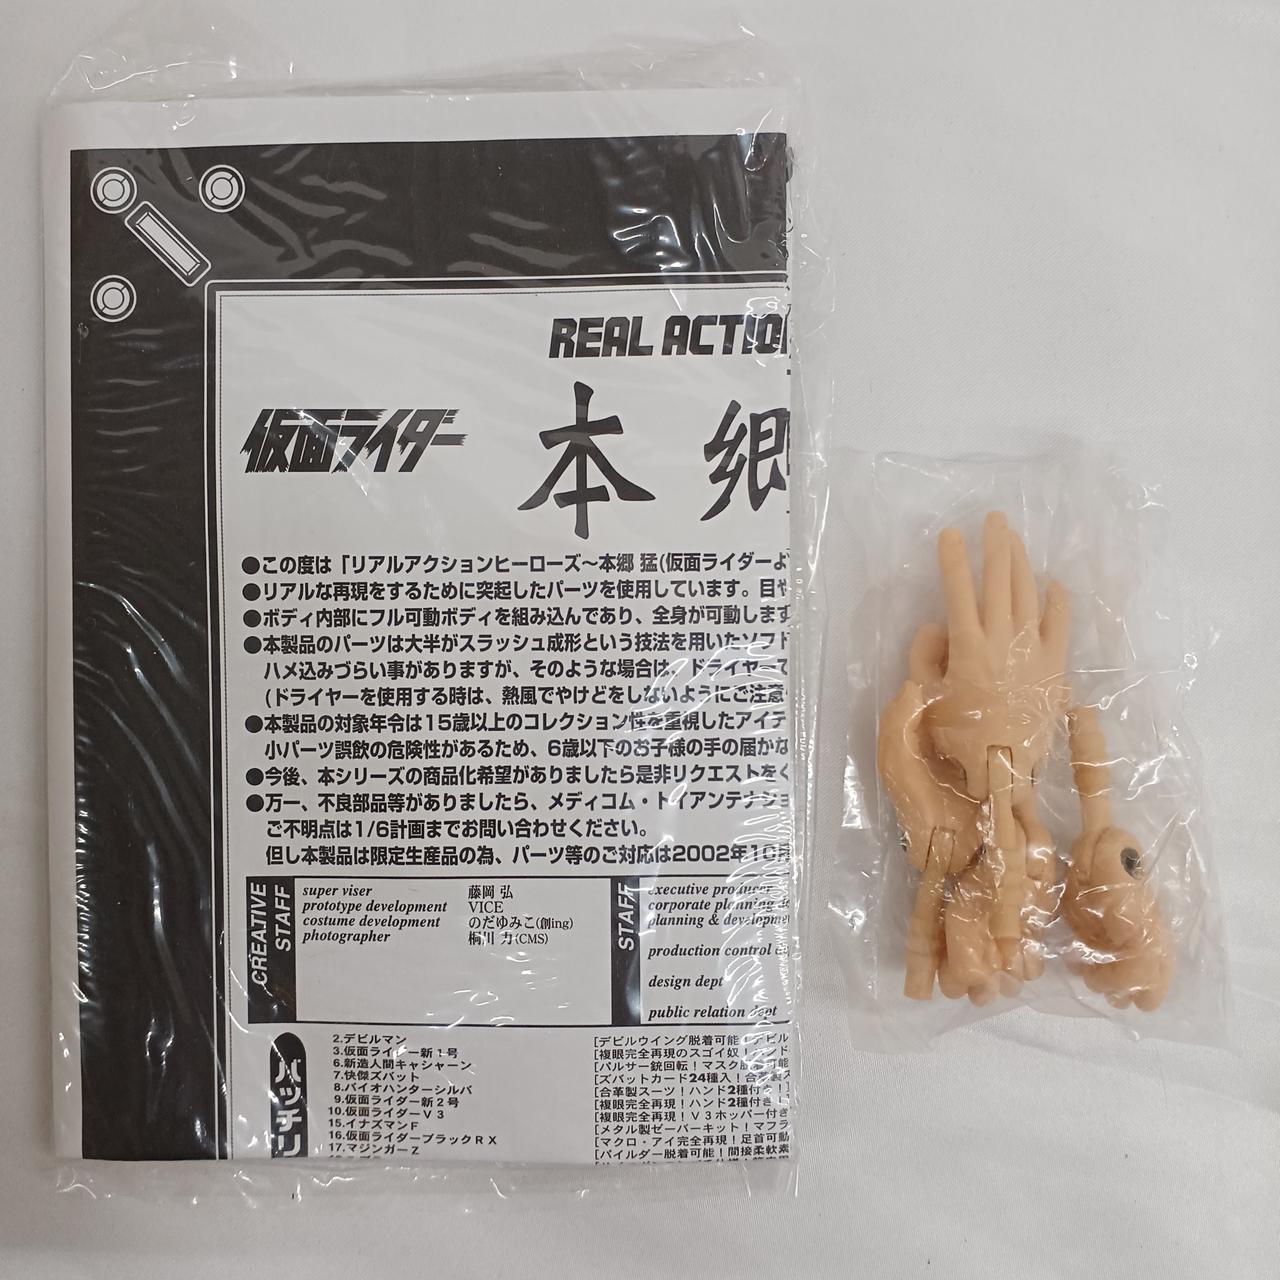 REAL ACTIO
仮面ライダー
本郷
●この度は「リアルアクションヒーローズ～本郷 猛(仮面ライダーよ
●リアルな再現をするために突起したパーツを使用しています。目や
●ボディ内部にフル可動ボディを組み込んであり、全身が可動します
●本製品のパーツは大半がスラッシュ成形という技法を用いたソフト
ハメ込みづらい事がありますが、そのような場合は、ドライヤーで
(ドライヤーを使用する時は、熱風でやけどをしないようにご注意
●本製品の対象年令は15歳以上のコレクション性を重視したアイテ
小パーツ誤飲の危険性があるため、6歳以下のお子様の手の届かな
●今後、本シリーズの商品化希望がありましたら是非リクエストをく
●万一、不良部品等がありましたら、メディコム・トイアンテナショ
ご不明点は1/6計画までお問い合わせください。
但し本製品は限定生産品の為、パーツ等のご対応は2002年10月
CREATIVE STAFF
super viser 藤岡 弘
prototype development VICE
costume development のだゆみこ(創ing)
photographer 桐川 力(CMS)
STAFF
executive producer
corporate planning de
planning & developme
production control de
design dept
public relation dept
バッチリ
2.デビルマン [デビルウイング脱着可能!デビル
3.仮面ライダー新1号 [複眼完全再現のスゴイ奴!ハンド
6.新造人間キャシャーン [パルサー銃回転!マスク脱着可能
7.快傑ズバット [ズバットカード24種入!合革製ス
8.バイオハンターシルバ [合革製スーツ!ハンド2種付き!]
9.仮面ライダー新2号 [複眼完全再現!ハンド2種付き!
10.仮面ライダーV3 [複眼完全再現!V3ホッパー付き
15.イナズマンF [メタル製ゼーバーキット!マフラ
16.仮面ライダーブラックRX [マクロ・アイ完全再現!足首可動
17.マジンガーZ [パイルダー脱着可能!間接柔軟素